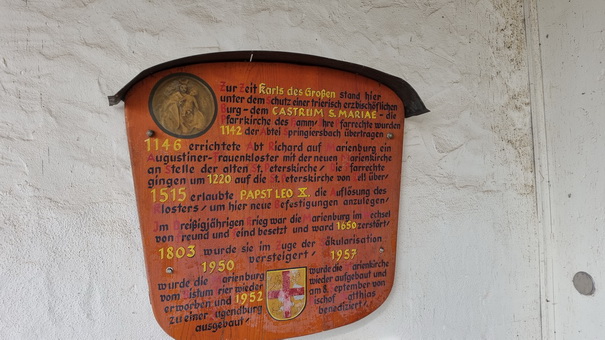 Zur Zeit Karls des Großen stand hier
unter dem Schutz einer trierisch erzbischöflichen
Burg - dem CASTRUM S. MARIAE - die
Pfarrkirche des Hamm, ihre Pfarrechte wurden
1142 der Abtei Springiersbach übertragen
1146 errichtete Abt Richard auf Marienburg ein
Augustiner-Frauenkloster mit der neuen Marienkirche
an Stelle der alten St. Peterskirche, Die Pfarrechte
gingen um 1220 auf die St. Peterskirche von Zell über,
1515 erlaubte PAPST LEO X. die Auflösung des
Klosters, um hier neue Befestigungen anzulegen,
Im Dreißigjährigen Krieg war die Marienburg im Wechsel
von Freund und Feind besetzt und ward 1650 zerstört,
1803 wurde sie im Zuge der Säkularisation
versteigert,
1950
wurde die Marienburg
vom Bistum Trier wieder
erworben und 1952
zu einer Jugendburg
ausgebaut,
1957
wurde die Marienkirche
wieder aufgebaut und
am 8. September von
Bischof Matthias
benediziert,